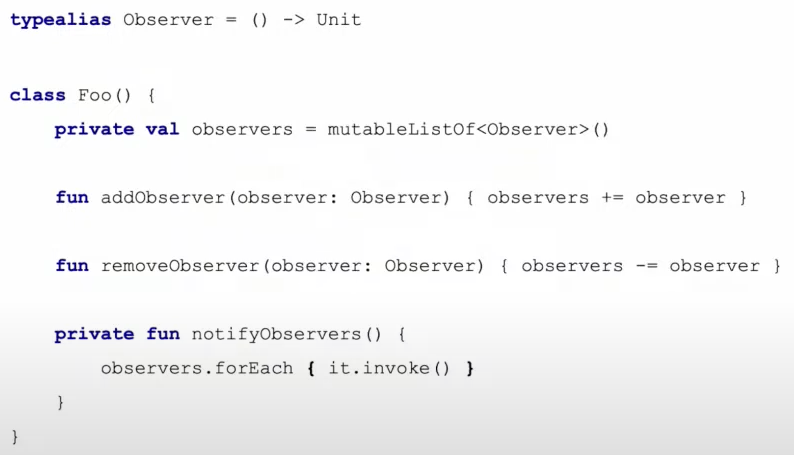 typealias Observer = () -> Unit
class Foo() {
    private val observers = mutableListOf<Observer>()
    fun addObserver(observer: Observer) { observers += observer }
    fun removeObserver(observer: Observer) { observers -= observer }
    private fun notifyObservers() {
        observers.forEach { it.invoke() }
    }
}